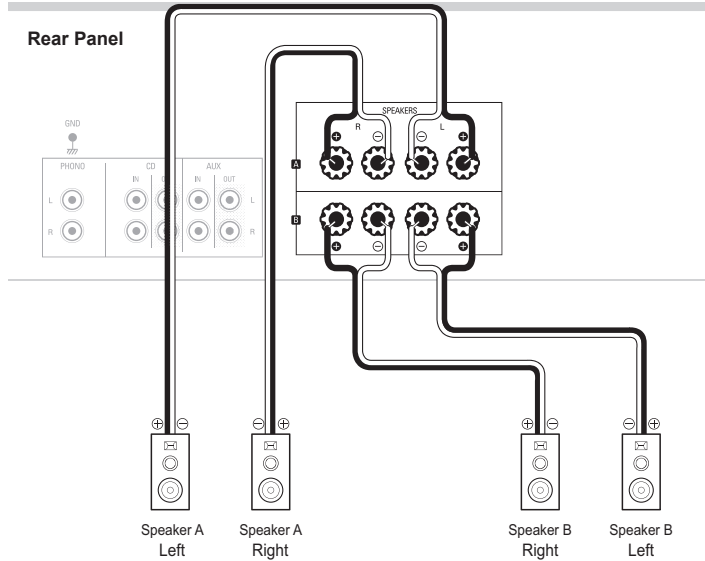 Rear Panel
SPEAKERS
R L
+ − − +
GND
PHONO CD AUX
IN IN OUT
A
L L
B
R R
+ − − +
+ − − + + − − +
Speaker A Left
Speaker A Right
Speaker B Right
Speaker B Left